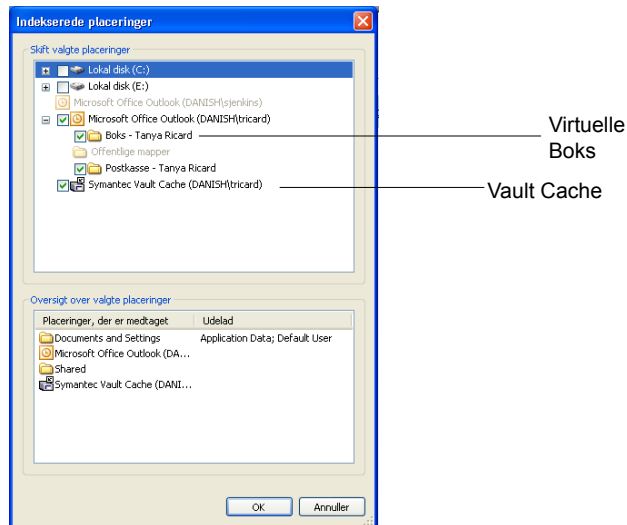 Indekserede placeringer
Skift valgte placeringer
Lokal disk (C:)
Lokal disk (E:)
Microsoft Office Outlook (DANISH\sjenkins)
Microsoft Office Outlook (DANISH\tricard)
Boks - Tanya Ricard
Offentlige mapper
Postkasse - Tanya Ricard
Symantec Vault Cache (DANISH\tricard)
Virtuelle
Boks
Vault Cache
Oversigt over valgte placeringer
Placeringer, der er medtaget Udelad
Documents and Settings Application Data; Default User
Microsoft Office Outlook (DA...
Shared
Symantec Vault Cache (DANI...
OK Annuller